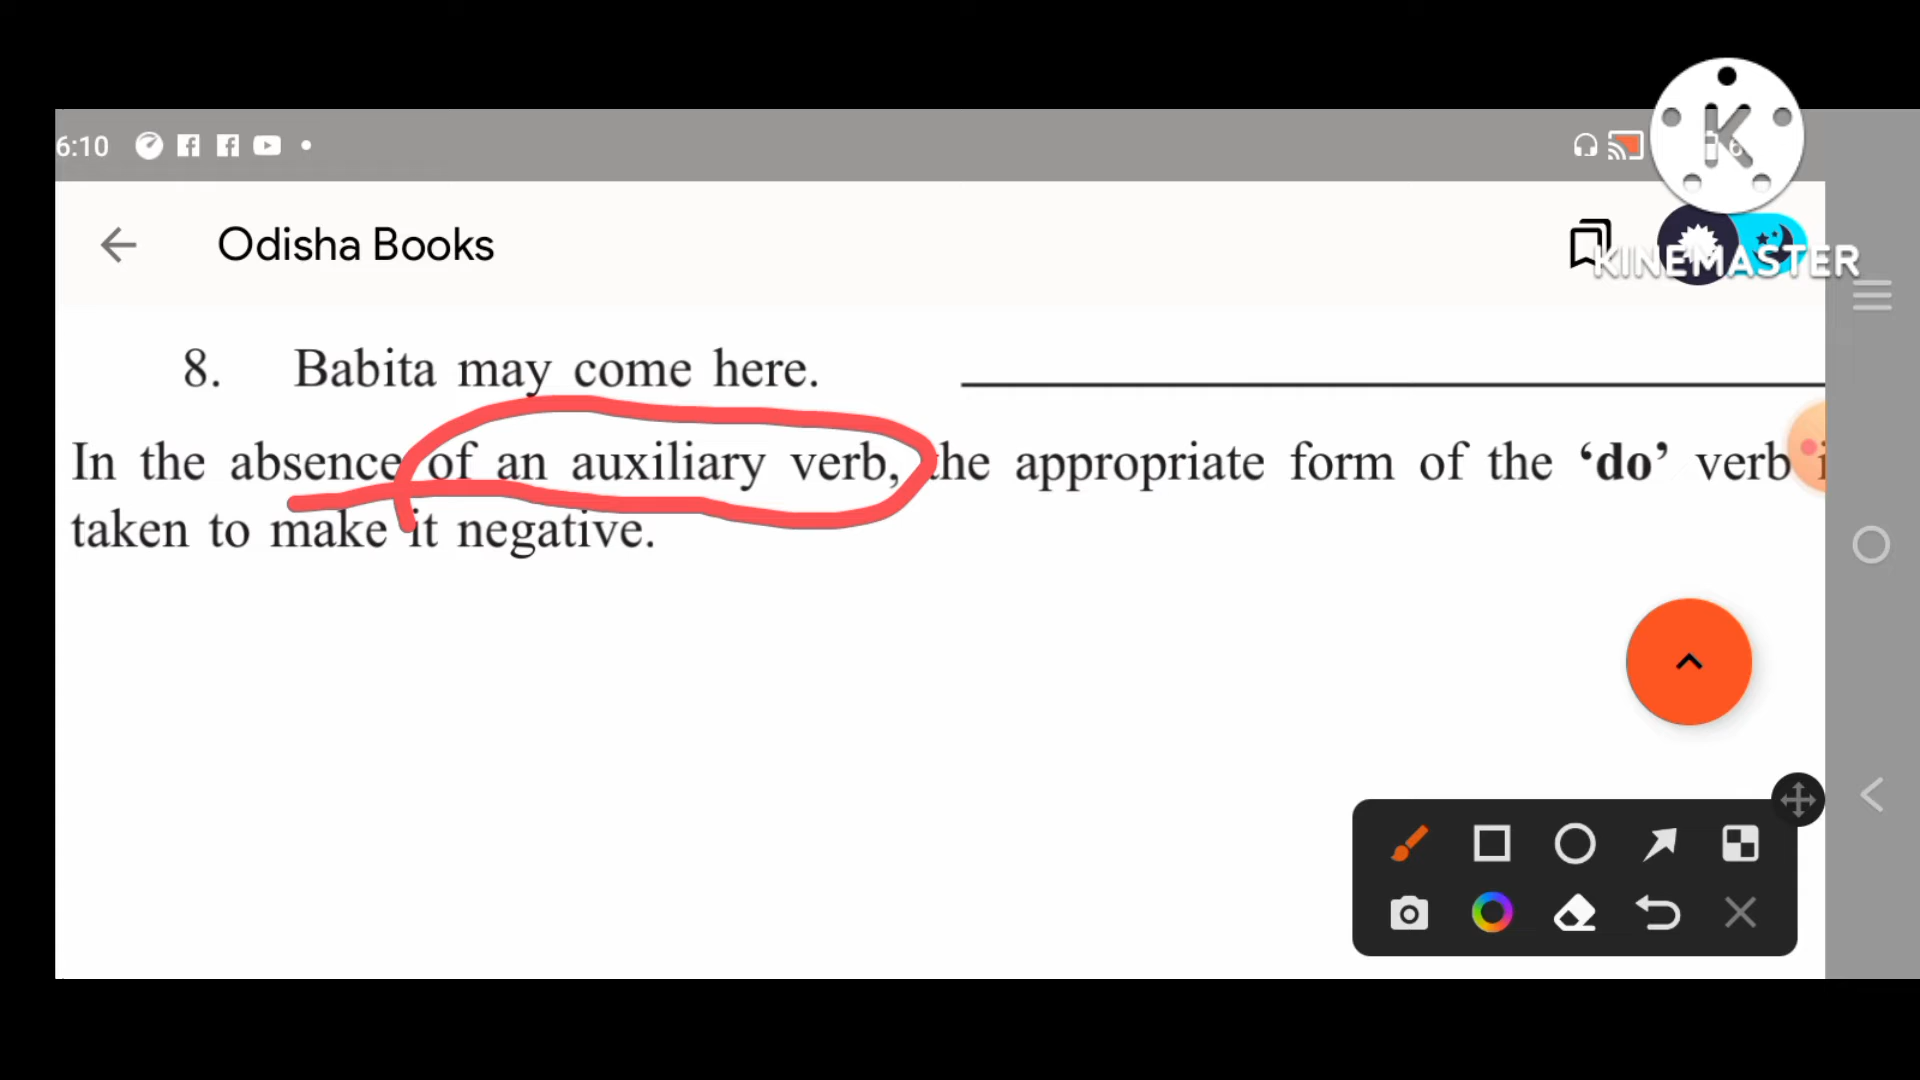 6:10
Odisha Books
KINEMASTER
8. Babita may come here.
In the absence of an auxiliary verb, the appropriate form of the ‘do’ verb
taken to make it negative.